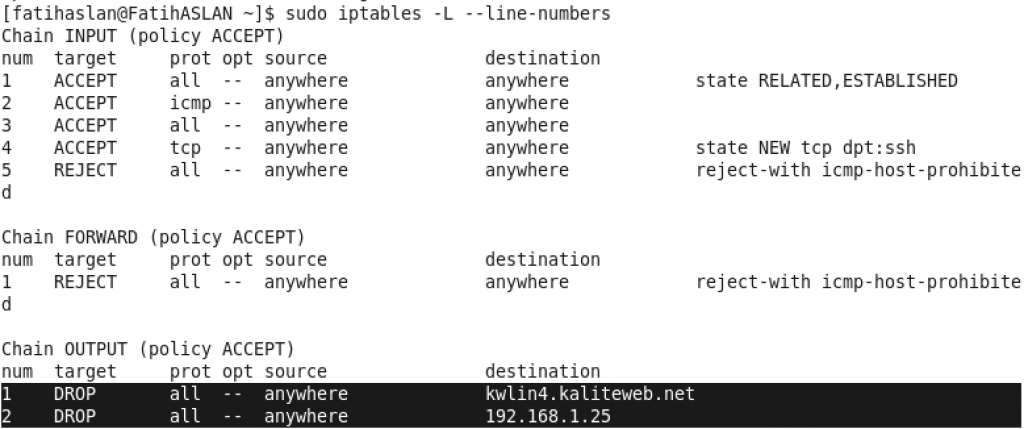 [fatihaslan@FatihASLAN ~]$ sudo iptables -L --line-numbers
Chain INPUT (policy ACCEPT)
num  target     prot opt source               destination
1    ACCEPT     all  --  anywhere             anywhere            state RELATED,ESTABLISHED
2    ACCEPT     icmp --  anywhere             anywhere
3    ACCEPT     all  --  anywhere             anywhere
4    ACCEPT     tcp  --  anywhere             anywhere            state NEW tcp dpt:ssh
5    REJECT     all  --  anywhere             anywhere            reject-with icmp-host-prohibite
d
Chain FORWARD (policy ACCEPT)
num  target     prot opt source               destination
1    REJECT     all  --  anywhere             anywhere            reject-with icmp-host-prohibite
d
Chain OUTPUT (policy ACCEPT)
num  target     prot opt source               destination
1    DROP       all  --  anywhere             kwlin4.kaliteweb.net
2    DROP       all  --  anywhere             192.168.1.25